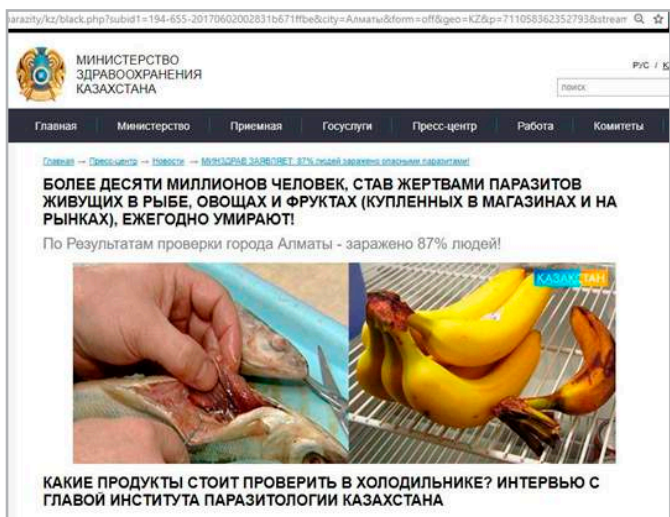 arazity/kz/black.php?subid1=194-655-20170602002831b671ffbe&city=Алматы&form=off&geo=KZ&p=711058362352793&stream
МИНИСТЕРСТВО
ЗДРАВООХРАНЕНИЯ
КАЗАХСТАНА
РУС /
поиск
Главная Министерство Приемная Госуслуги Пресс-центр Работа Комитеты
Главная → Пресс-центр → Новости → МИНЗДРАВ ЗАЯВЛЯЕТ: 87% людей заражено опасными паразитами!
БОЛЕЕ ДЕСЯТИ МИЛЛИОНОВ ЧЕЛОВЕК, СТАВ ЖЕРТВАМИ ПАРАЗИТОВ
ЖИВУЩИХ В РЫБЕ, ОВОЩАХ И ФРУКТАХ (КУПЛЕННЫХ В МАГАЗИНАХ И НА
РЫНКАХ), ЕЖЕГОДНО УМИРАЮТ!
По Результатам проверки города Алматы - заражено 87% людей!
ҚАЗАҚСТАН
КАКИЕ ПРОДУКТЫ СТОИТ ПРОВЕРИТЬ В ХОЛОДИЛЬНИКЕ? ИНТЕРВЬЮ С
ГЛАВОЙ ИНСТИТУТА ПАРАЗИТОЛОГИИ КАЗАХСТАНА